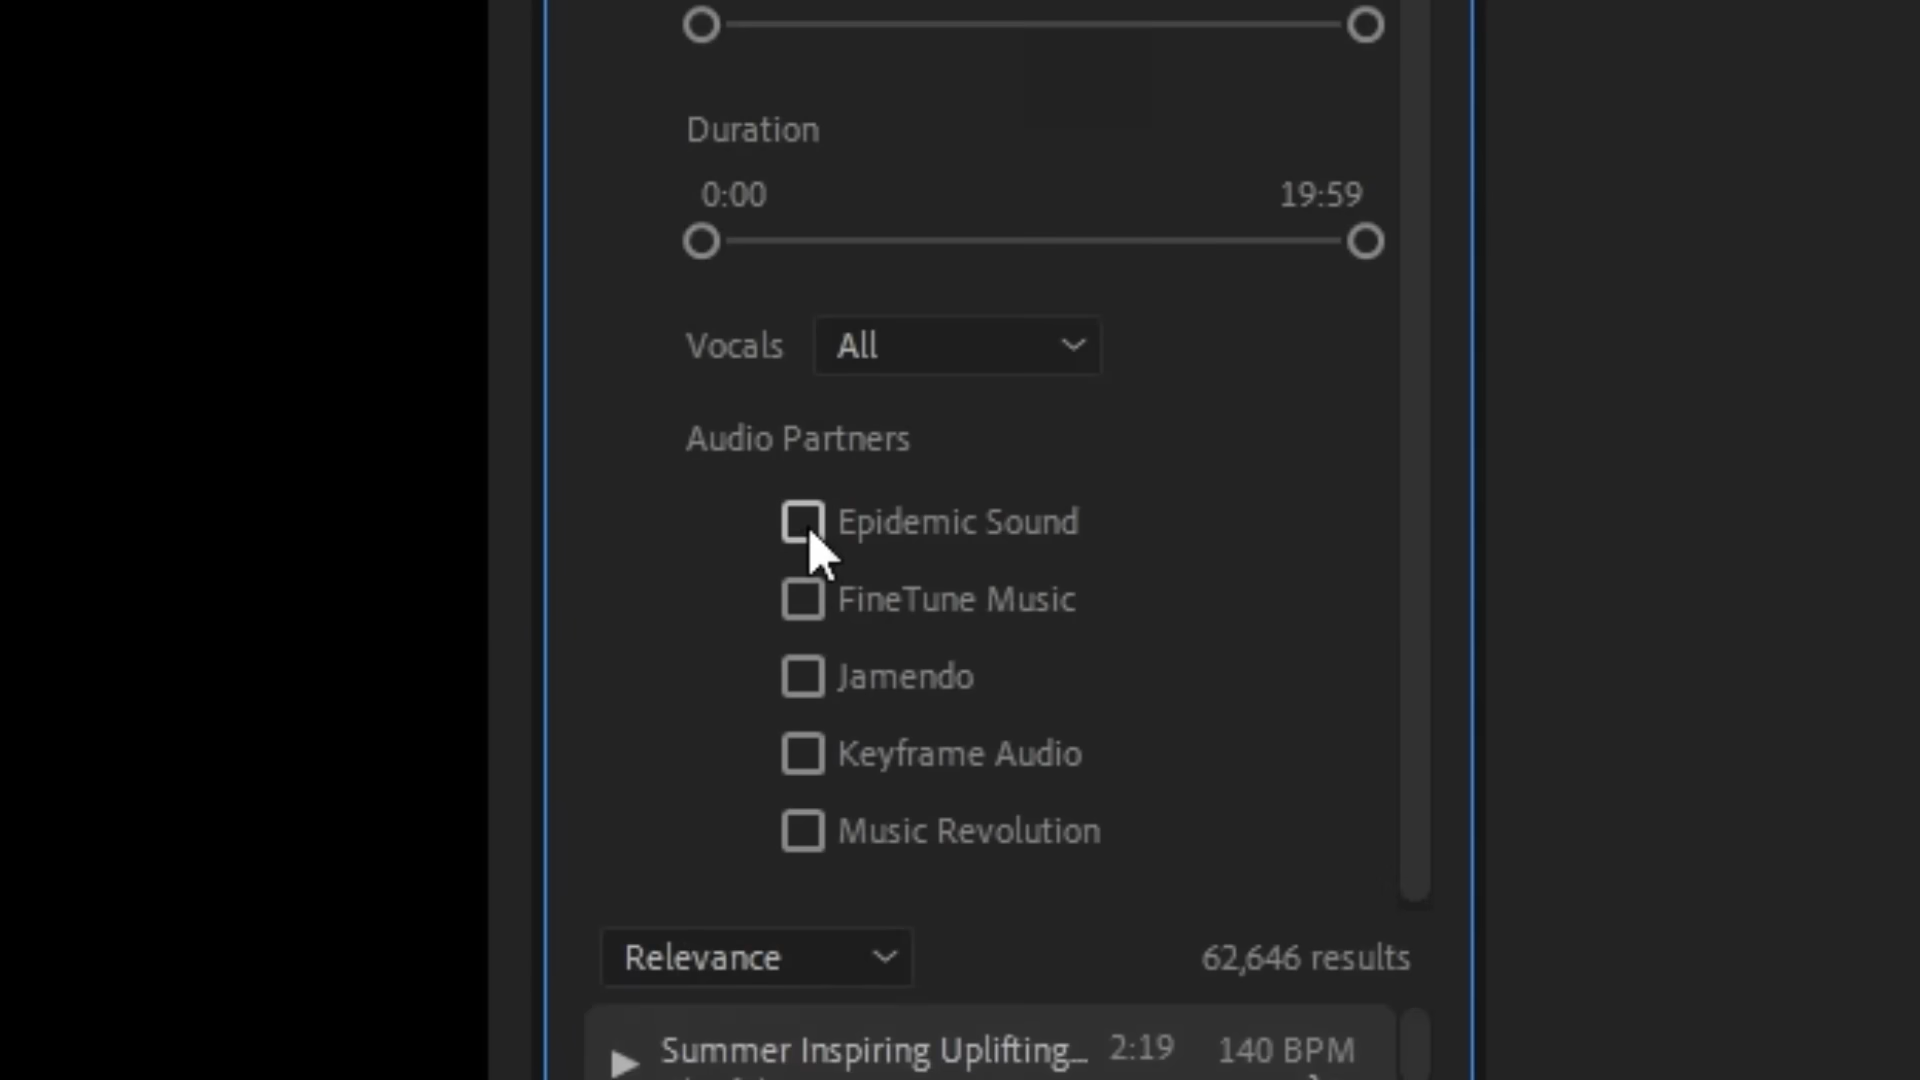 Duration
0:00 19:59
Vocals All
Audio Partners
Epidemic Sound
FineTune Music
Jamendo
Keyframe Audio
Music Revolution
Relevance 62,646 results
Summer Inspiring Uplifting... 2:19 140 BPM